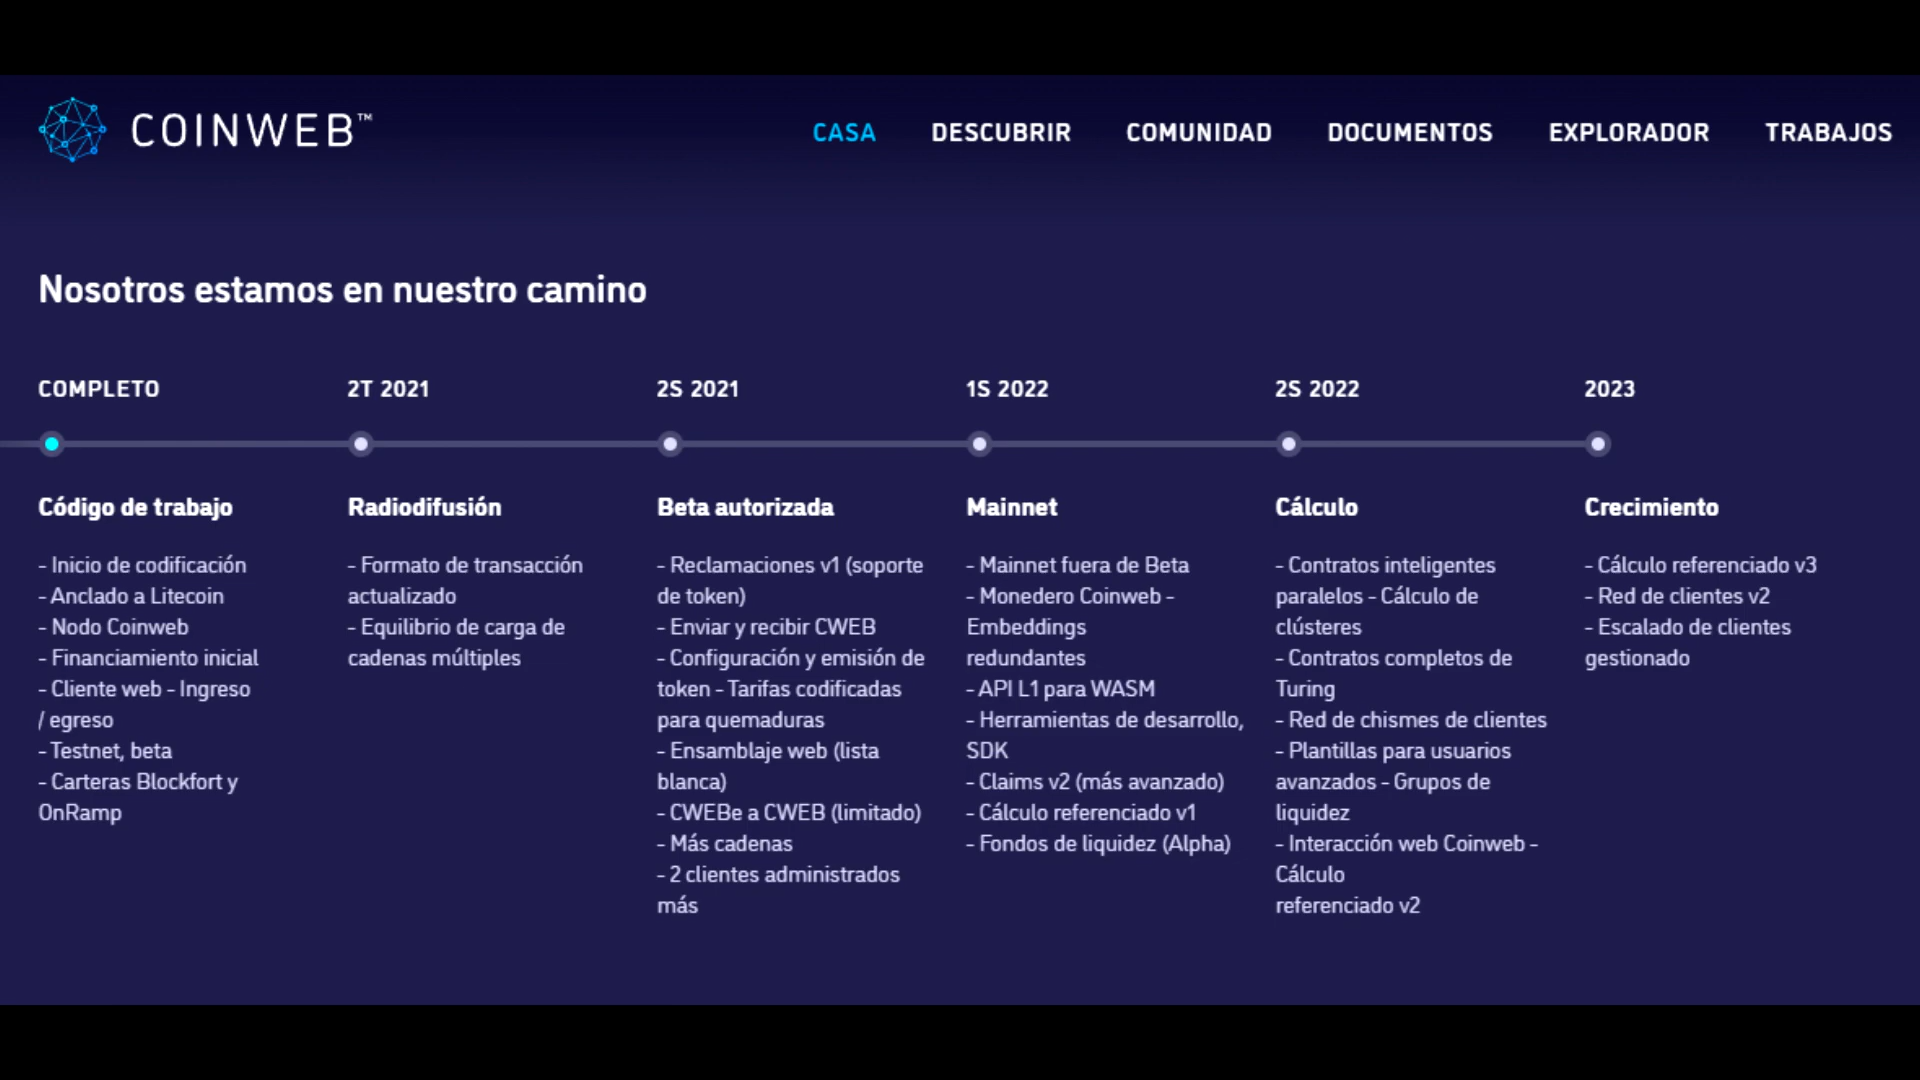 COINWEB™
CASA DESCUBRIR COMUNIDAD DOCUMENTOS EXPLORADOR TRABAJOS
Nosotros estamos en nuestro camino
COMPLETO
Código de trabajo
- Inicio de codificación
- Anclado a Litecoin
- Nodo Coinweb
- Financiamiento inicial
- Cliente web - Ingreso
/ egreso
- Testnet, beta
- Carteras Blockfort y
OnRamp
2T 2021
Radiodifusión
- Formato de transacción
actualizado
- Equilibrio de carga de
cadenas múltiples
2S 2021
Beta autorizada
- Reclamaciones v1 (soporte
de token)
- Enviar y recibir CWEB
- Configuración y emisión de
token - Tarifas codificadas
para quemaduras
- Ensamblaje web (lista
blanca)
- CWEBe a CWEB (limitado)
- Más cadenas
- 2 clientes administrados
más
1S 2022
Mainnet
- Mainnet fuera de Beta
- Monedero Coinweb -
Embeddings
redundantes
- API L1 para WASM
- Herramientas de desarrollo,
SDK
- Claims v2 (más avanzado)
- Cálculo referenciado v1
- Fondos de liquidez (Alpha)
2S 2022
Cálculo
- Contratos inteligentes
paralelos - Cálculo de
clústeres
- Contratos completos de
Turing
- Red de chismes de clientes
- Plantillas para usuarios
avanzados - Grupos de
liquidez
- Interacción web Coinweb -
Cálculo
referenciado v2
2023
Crecimiento
- Cálculo referenciado v3
- Red de clientes v2
- Escalado de clientes
gestionado